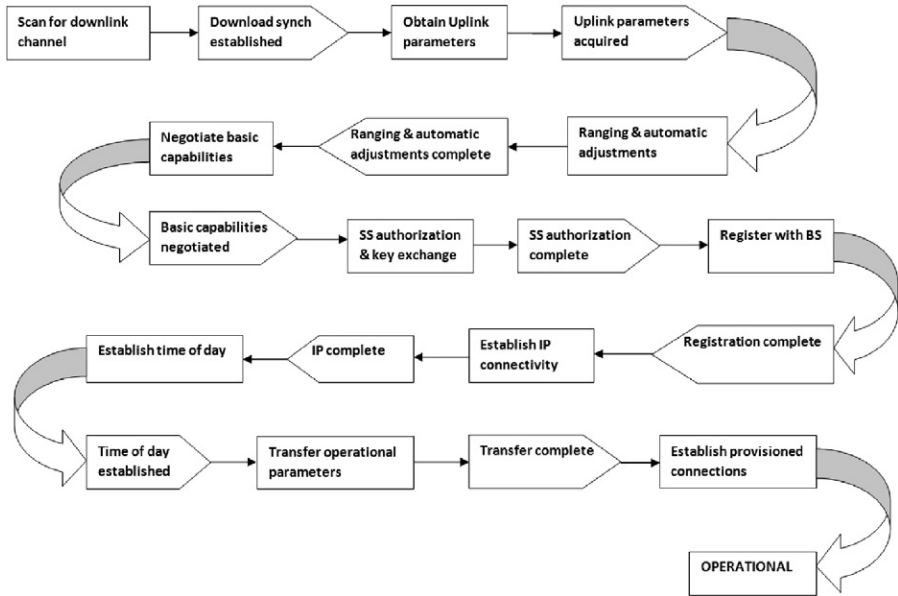 Scan for downlink
channel
Download synch
established
Obtain Uplink
parameters
Uplink parameters
acquired
Ranging & automatic
adjustments
Ranging & automatic
adjustments complete
Negotiate basic
capabilities
Basic capabilities
negotiated
SS authorization
& key exchange
SS authorization
complete
Register with BS
Registration complete
Establish IP
connectivity
IP complete
Establish time of day
Time of day
established
Transfer operational
parameters
Transfer complete
Establish provisioned
connections
OPERATIONAL